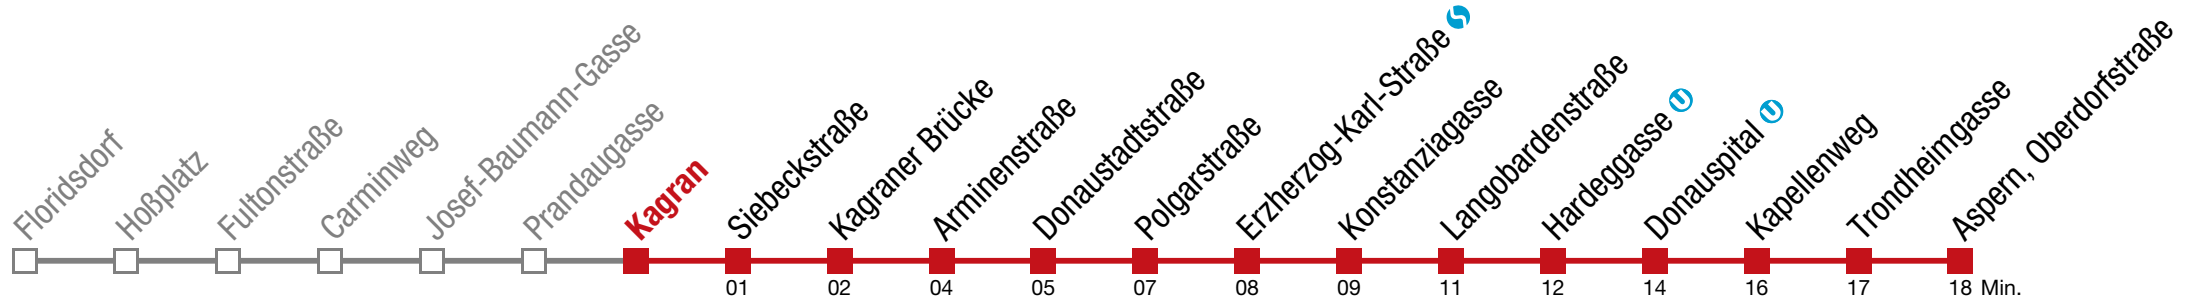 Floridsdorf
Hoßplatz
Fultonstraße
Carminweg
Josef-Baumann-Gasse
Prandaugasse
Kagran
Siebeckstraße
Kagraner Brücke
Arminenstraße
Donaustadtstraße
Polgarstraße
Erzherzog-Karl-Straße
Konstanziagasse
Langobardenstraße
Hardeggasse U
Donauspital U
Kapellenweg
Trondheimgasse
Aspern, Oberdorfstraße
01 02 04 05 07 08 09 11 12 14 16 17 18 Min.